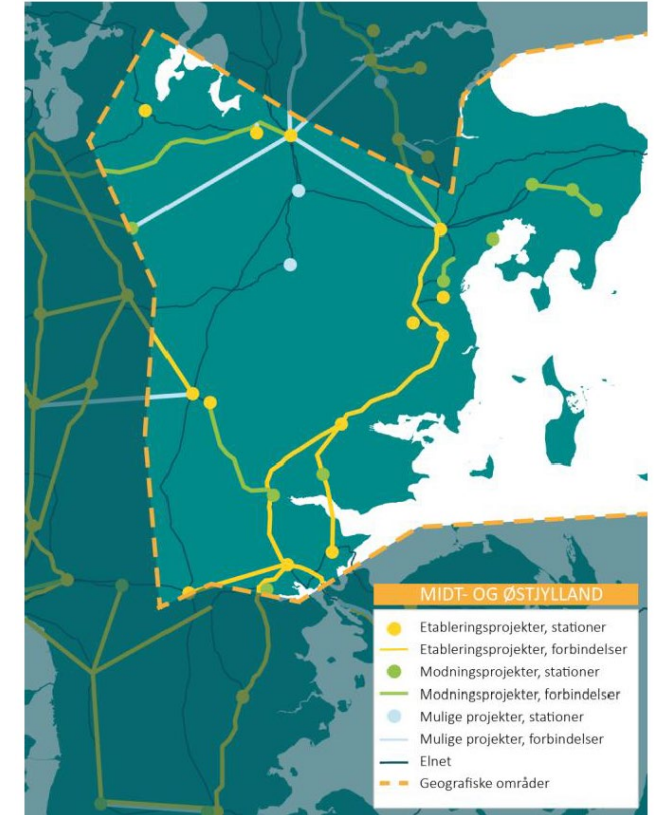 MIDT- OG ØSTJYLLAND
Etableringsprojekter, stationer
Etableringsprojekter, forbindelser
Modningsprojekter, stationer
Modningsprojekter, forbindelser
Mulige projekter, stationer
Mulige projekter, forbindelser
Elnet
Geografiske områder